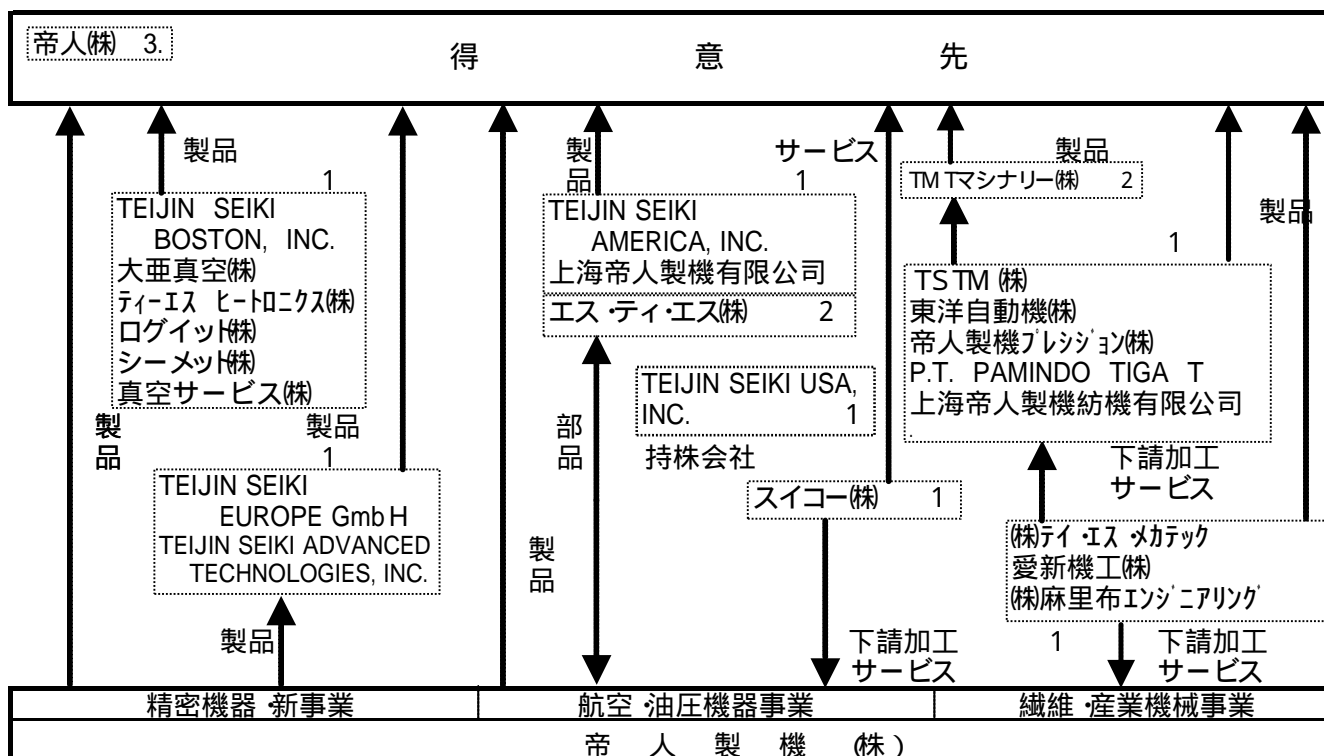 帝人㈱ 3.
得意先
製品
1
TEIJIN SEIKI
BOSTON, INC.
大亜真空㈱
ティーエス ヒートロニクス㈱
ログイット㈱
シーメット㈱
真空サービス㈱
製品
製品
1
TEIJIN SEIKI
EUROPE GmbH
TEIJIN SEIKI ADVANCED
TECHNOLOGIES, INC.
製品
製品
サービス
1
TEIJIN SEIKI
AMERICA, INC.
上海帝人製機有限公司
エス・ティ・エス㈱ 2
部品
TEIJIN SEIKI USA,
INC. 1
持株会社
スイコー㈱ 1
製品
下請加工
サービス
製品
TMTマシナリー㈱ 2
製品
1
TSTM㈱
東洋自動機㈱
帝人製機プレシジョン㈱
P.T. PAMINDO TIGA T
上海帝人製機紡機有限公司
.
下請加工
サービス
㈱テイ・エス・メカテック
愛新機工㈱
㈱麻里布エンジニアリング
1
下請加工
サービス
精密機器・新事業
航空・油圧機器事業
繊維・産業機械事業
帝人製機(株)